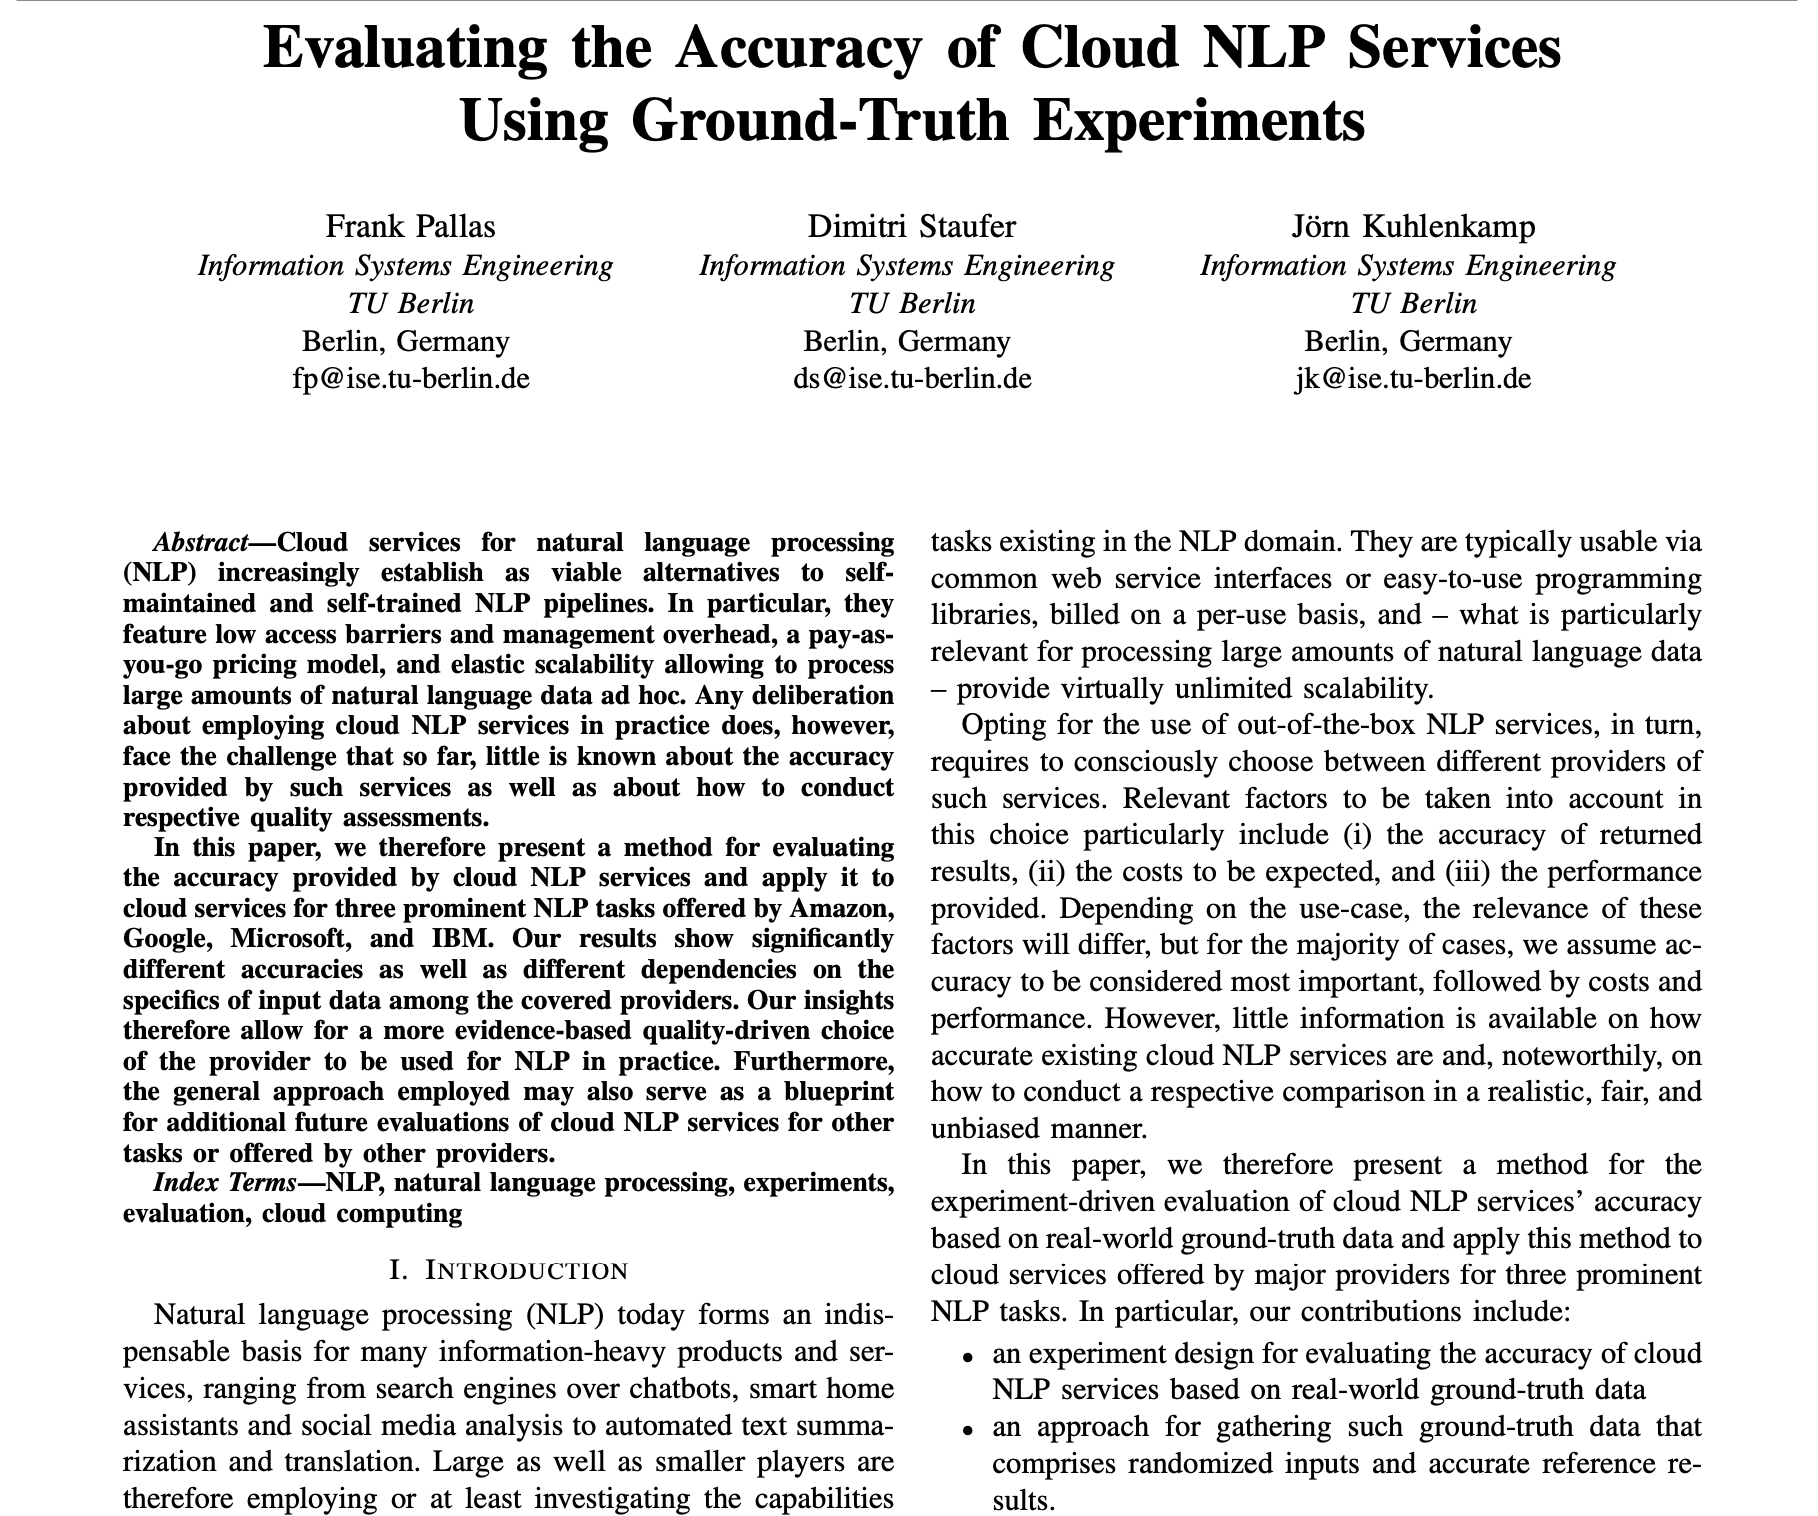 Evaluating the Accuracy of Cloud NLP Services
Using Ground-Truth Experiments
Frank Pallas
Information Systems Engineering
TU Berlin
Berlin, Germany
fp@ise.tu-berlin.de
Dimitri Staufer
Information Systems Engineering
TU Berlin
Berlin, Germany
ds@ise.tu-berlin.de
Jörn Kuhlenkamp
Information Systems Engineering
TU Berlin
Berlin, Germany
jk@ise.tu-berlin.de
Abstract—Cloud services for natural language processing
(NLP) increasingly establish as viable alternatives to self-
maintained and self-trained NLP pipelines. In particular, they
feature low access barriers and management overhead, a pay-as-
you-go pricing model, and elastic scalability allowing to process
large amounts of natural language data ad hoc. Any deliberation
about employing cloud NLP services in practice does, however,
face the challenge that so far, little is known about the accuracy
provided by such services as well as about how to conduct
respective quality assessments.
In this paper, we therefore present a method for evaluating
the accuracy provided by cloud NLP services and apply it to
cloud services for three prominent NLP tasks offered by Amazon,
Google, Microsoft, and IBM. Our results show significantly
different accuracies as well as different dependencies on the
specifics of input data among the covered providers. Our insights
therefore allow for a more evidence-based quality-driven choice
of the provider to be used for NLP in practice. Furthermore,
the general approach employed may also serve as a blueprint
for additional future evaluations of cloud NLP services for other
tasks or offered by other providers.
Index Terms—NLP, natural language processing, experiments,
evaluation, cloud computing
I. INTRODUCTION
Natural language processing (NLP) today forms an indis-
pensable basis for many information-heavy products and ser-
vices, ranging from search engines over chatbots, smart home
assistants and social media analysis to automated text summa-
rization and translation. Large as well as smaller players are
therefore employing or at least investigating the capabilities
tasks existing in the NLP domain. They are typically usable via
common web service interfaces or easy-to-use programming
libraries, billed on a per-use basis, and – what is particularly
relevant for processing large amounts of natural language data
– provide virtually unlimited scalability.
Opting for the use of out-of-the-box NLP services, in turn,
requires to consciously choose between different providers of
such services. Relevant factors to be taken into account in
this choice particularly include (i) the accuracy of returned
results, (ii) the costs to be expected, and (iii) the performance
provided. Depending on the use-case, the relevance of these
factors will differ, but for the majority of cases, we assume ac-
curacy to be considered most important, followed by costs and
performance. However, little information is available on how
accurate existing cloud NLP services are and, noteworthily, on
how to conduct a respective comparison in a realistic, fair, and
unbiased manner.
In this paper, we therefore present a method for the
experiment-driven evaluation of cloud NLP services’ accuracy
based on real-world ground-truth data and apply this method to
cloud services offered by major providers for three prominent
NLP tasks. In particular, our contributions include:
• an experiment design for evaluating the accuracy of cloud
NLP services based on real-world ground-truth data
• an approach for gathering such ground-truth data that
comprises randomized inputs and accurate reference re-
sults.